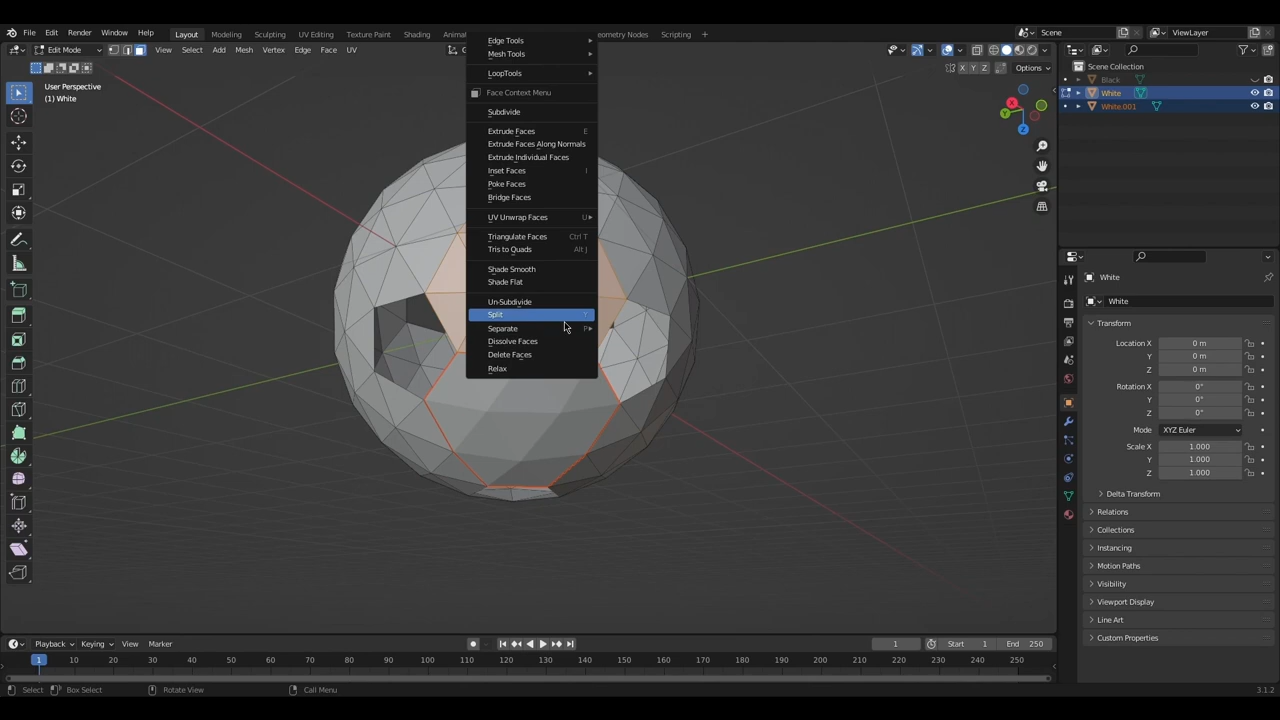 File Edit Render Window Help Layout Modeling Sculpting UV Editing Texture Paint Shading Animat eometry Nodes Scripting Scene ViewLayer
Edit Mode View Select Add Mesh Vertex Edge Face UV
X Y Z Options
User Perspective
(1) White
Edge Tools
Mesh Tools
LoopTools
Face Context Menu
Subdivide
Extrude Faces E
Extrude Faces Along Normals
Extrude Individual Faces
Inset Faces I
Poke Faces
Bridge Faces
UV Unwrap Faces U
Triangulate Faces Ctrl T
Tris to Quads Alt J
Shade Smooth
Shade Flat
Un-Subdivide
Split Y
Separate P
Dissolve Faces
Delete Faces
Relax
X
Y
Z
Scene Collection
Black
White
White.001
White
White
Transform
Location X 0 m
Y 0 m
Z 0 m
Rotation X 0°
Y 0°
Z 0°
Mode XYZ Euler
Scale X 1.000
Y 1.000
Z 1.000
Delta Transform
Relations
Collections
Instancing
Motion Paths
Visibility
Viewport Display
Line Art
Custom Properties
Playback Keying View Marker 1 Start 1 End 250
1 10 20 30 40 50 60 70 80 90 100 110 120 130 140 150 160 170 180 190 200 210 220 230 240 250
Select Box Select Rotate View Call Menu 3.1.2